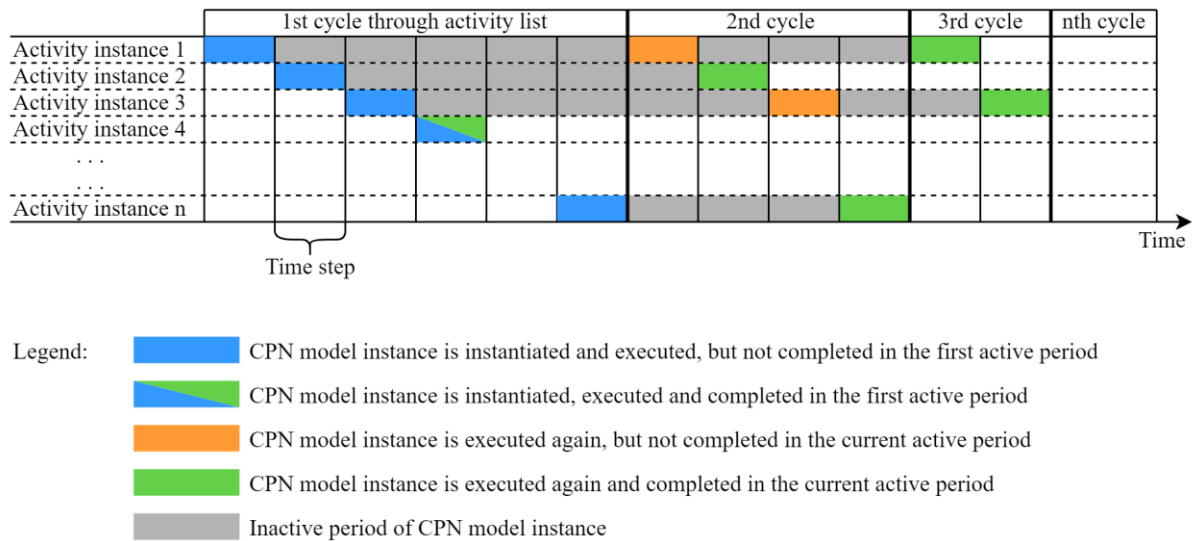 1st cycle through activity list 2nd cycle 3rd cycle nth cycle
Activity instance 1
Activity instance 2
Activity instance 3
Activity instance 4
. . .
. . .
Activity instance n
Time
Time step
Legend:
CPN model instance is instantiated and executed, but not completed in the first active period
CPN model instance is instantiated, executed and completed in the first active period
CPN model instance is executed again, but not completed in the current active period
CPN model instance is executed again and completed in the current active period
Inactive period of CPN model instance